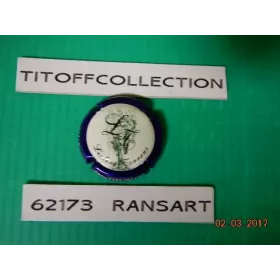 TITOFFCOLLECTION
L
62173 RANSART
02 03 2017